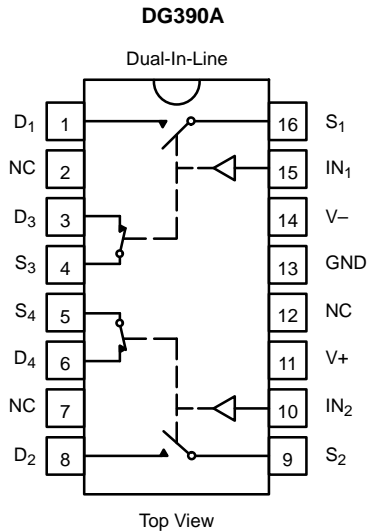 DG390A
Dual-In-Line
D1 1 16 S1
NC 2 15 IN1
D3 3 14 V–
S3 4 13 GND
S4 5 12 NC
D4 6 11 V+
NC 7 10 IN2
D2 8 9 S2
Top View